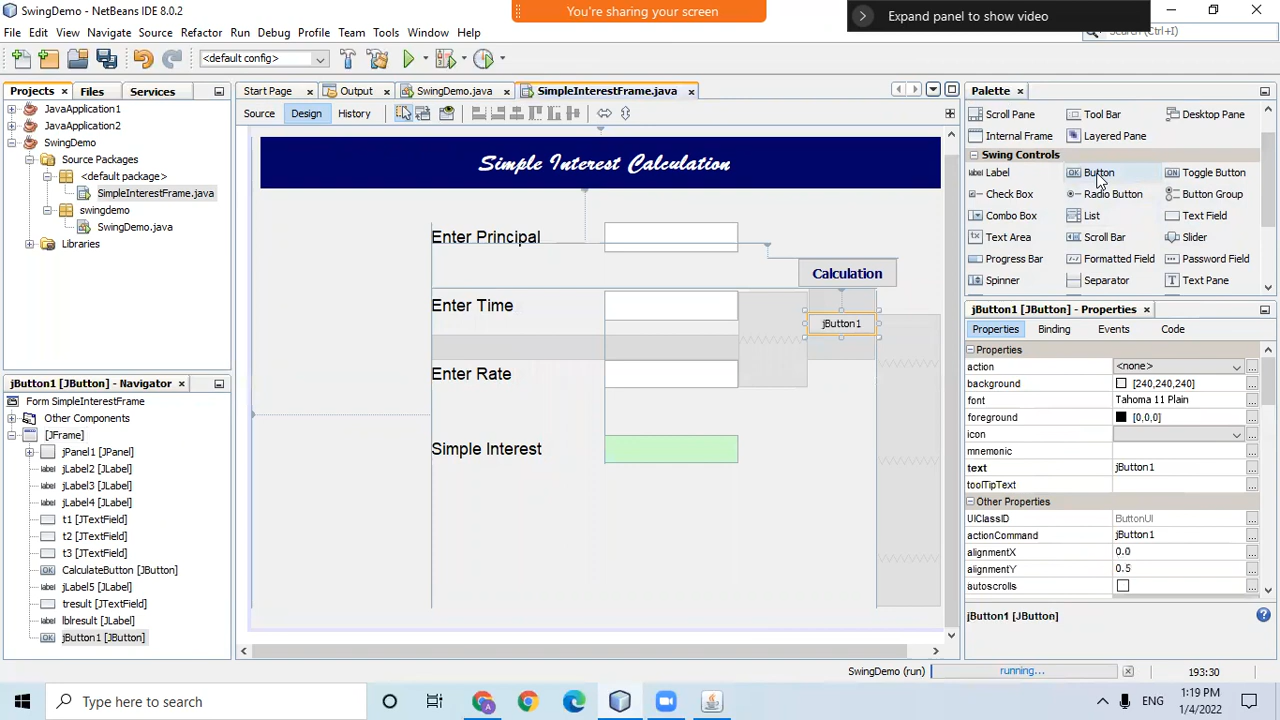 SwingDemo - NetBeans IDE 8.0.2
You're sharing your screen
Expand panel to show video
File Edit View Navigate Source Refactor Run Debug Profile Team Tools Window Help
Search (Ctrl+I)
<default config>
Projects Files Services
Start Page Output SwingDemo.java SimpleInterestFrame.java
Palette
JavaApplication1
JavaApplication2
SwingDemo
Source Packages
<default package>
SimpleInterestFrame.java
swingdemo
SwingDemo.java
Libraries
Source Design History
Simple Interest Calculation
Enter Principal
Calculation
Enter Time
jButton1
Enter Rate
Simple Interest
Scroll Pane Tool Bar Desktop Pane
Internal Frame Layered Pane
Swing Controls
Label Button Toggle Button
Check Box Radio Button Button Group
Combo Box List Text Field
Text Area Scroll Bar Slider
Progress Bar Formatted Field Password Field
Spinner Separator Text Pane
jButton1 [JButton] - Properties
Properties Binding Events Code
Properties
action <none>
background [240,240,240]
font Tahoma 11 Plain
foreground [0,0,0]
icon
mnemonic
text jButton1
toolTipText
Other Properties
UIClassID ButtonUI
actionCommand jButton1
alignmentX 0.0
alignmentY 0.5
autoscrolls
jButton1 [JButton]
jButton1 [JButton] - Navigator
Form SimpleInterestFrame
Other Components
[JFrame]
jPanel1 [JPanel]
jLabel2 [JLabel]
jLabel3 [JLabel]
jLabel4 [JLabel]
t1 [JTextField]
t2 [JTextField]
t3 [JTextField]
CalculateButton [JButton]
jLabel5 [JLabel]
tresult [JTextField]
lblresult [JLabel]
jButton1 [JButton]
SwingDemo (run) running... 193:30
Type here to search
ENG
1:19 PM
1/4/2022